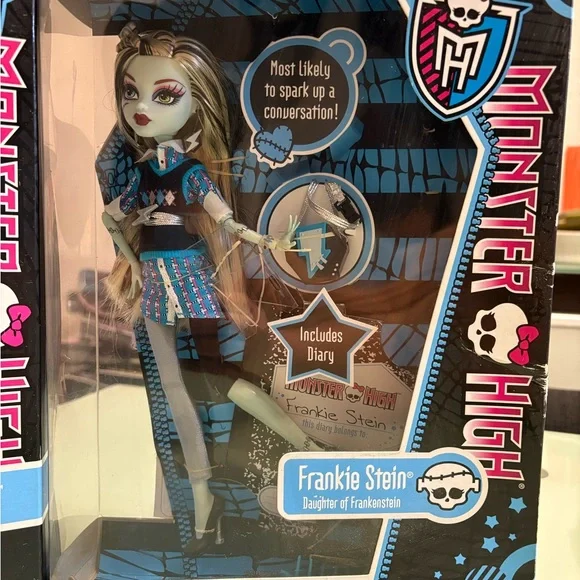 MONSTER HIGH
Most likely
to spark up a
conversation!
MH
MONSTER HIGH®
Includes
Diary
MONSTER HIGH
Frankie Stein
this diary belongs to
Frankie Stein®
Daughter of Frankenstein